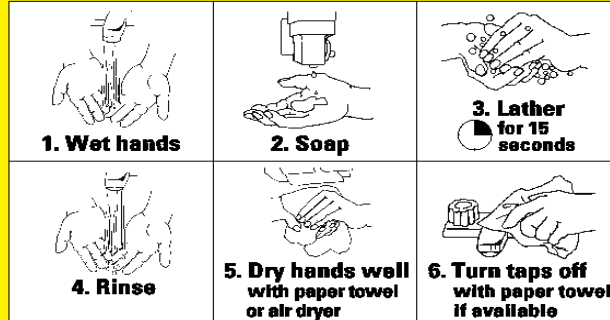 1. Wet hands
2. Soap
3. Lather
for 15
seconds
4. Rinse
5. Dry hands well
with paper towel
or air dryer
6. Turn taps off
with paper towel
if available